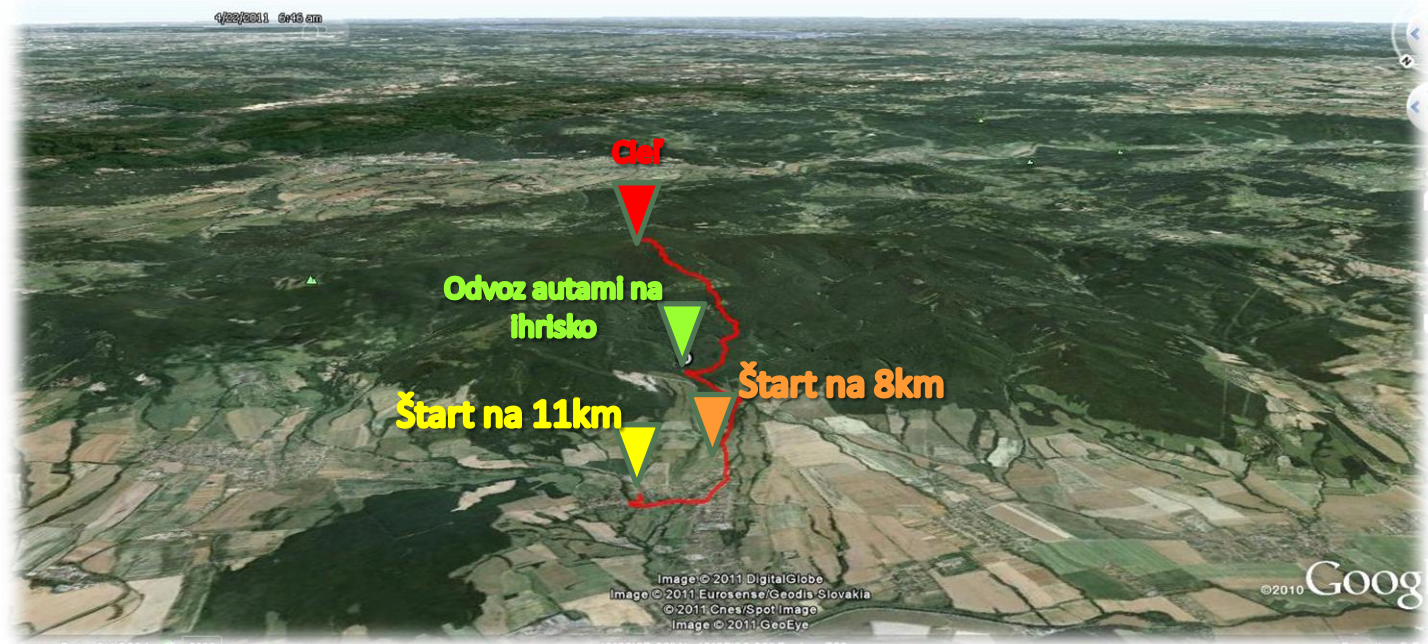 4/22/2011 6:46 am
Cieľ
Odvoz autami na
ihrisko
Štart na 8km
Štart na 11km
Image © 2011 DigitalGlobe
Image © 2011 Eurosense/Geodis Slovakia
© 2011 Cnes/Spot Image
Image © 2011 GeoEye
©2010 Goog
N